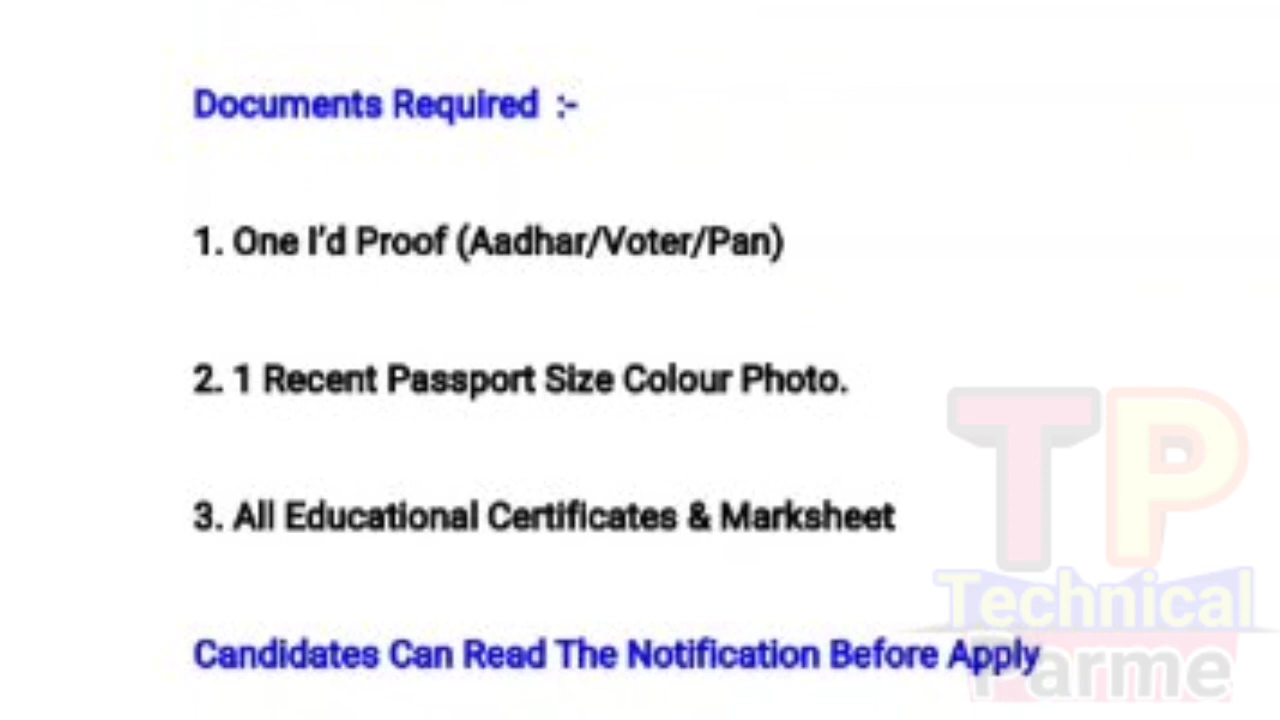 Documents Required :-
1. One I'd Proof (Aadhar/Voter/Pan)
2. 1 Recent Passport Size Colour Photo.
3. All Educational Certificates & Marksheet
Candidates Can Read The Notification Before Apply
TP
Technical
Parme